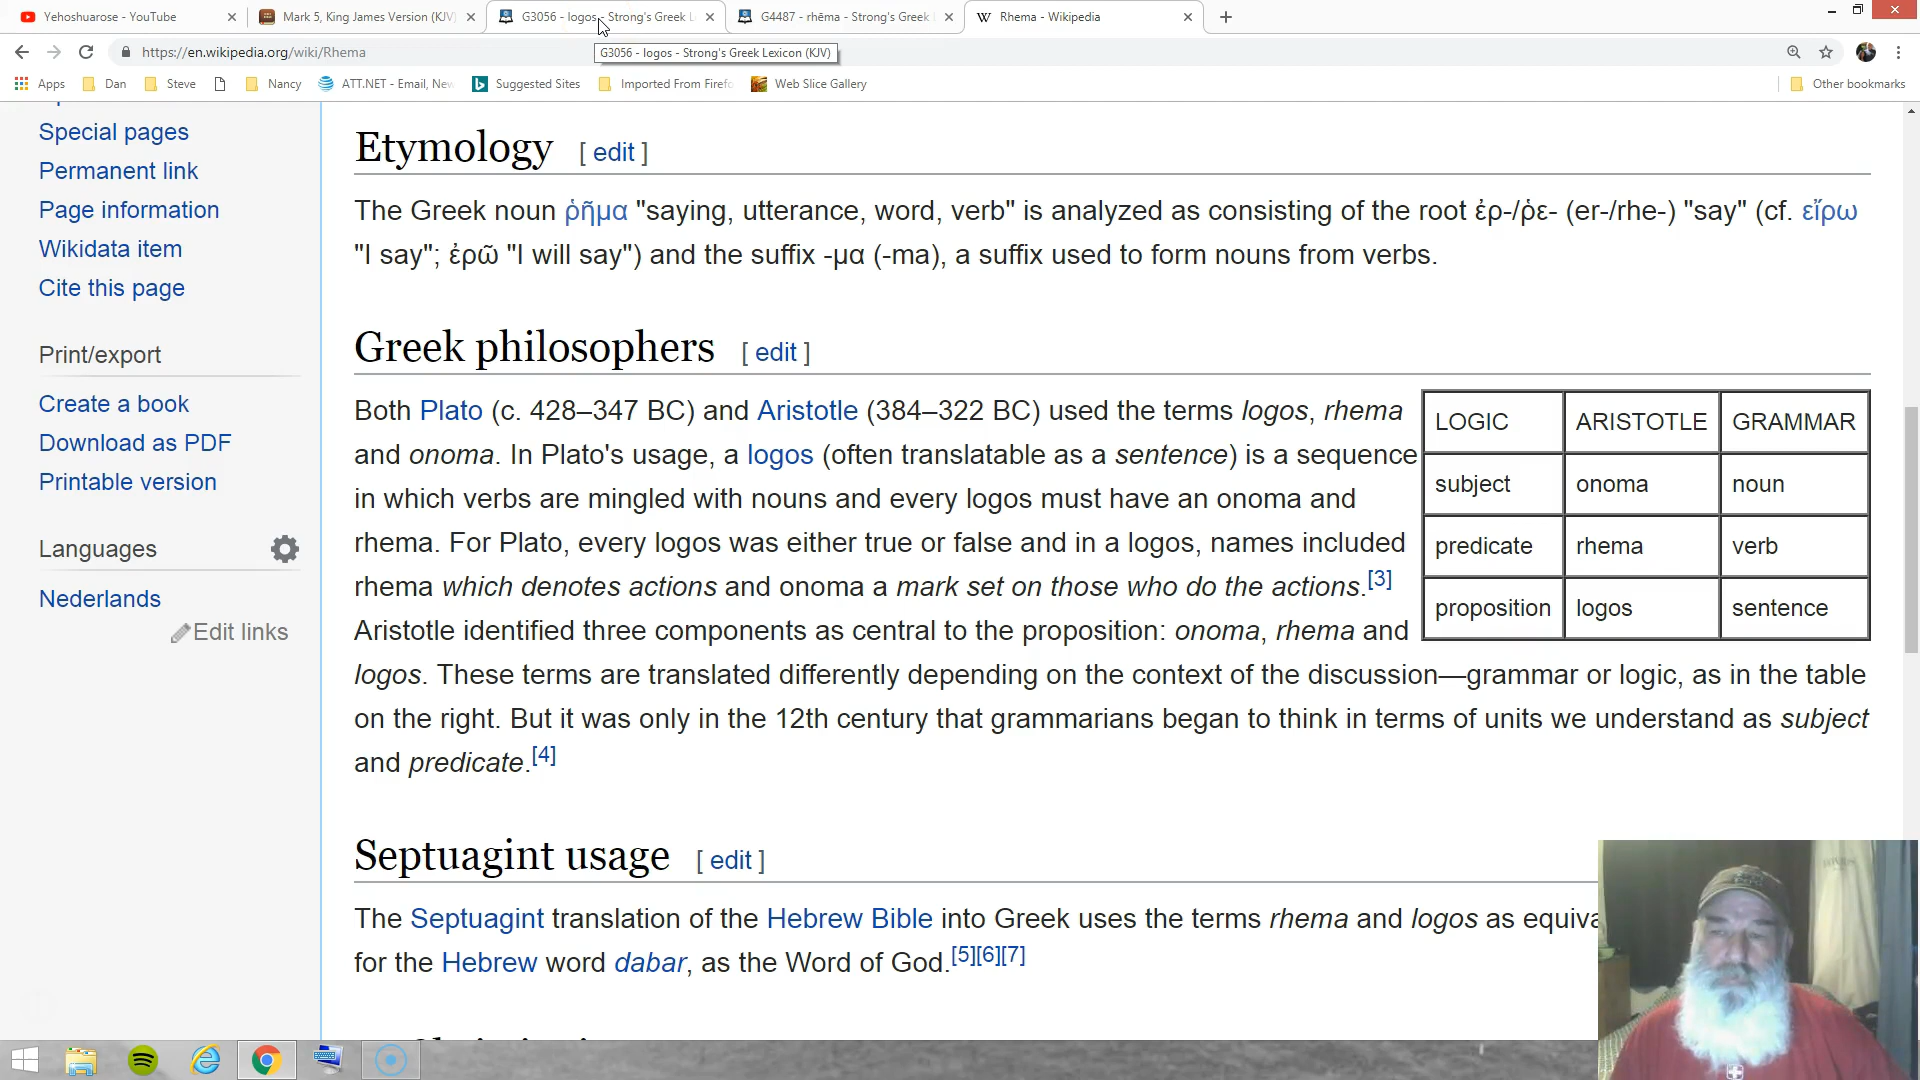 Yehoshuarose - YouTube
Mark 5, King James Version (KJV)
G3056 - logos - Strong's Greek L
G4487 - rhēma - Strong's Greek L
Rhema - Wikipedia
https://en.wikipedia.org/wiki/Rhema
G3056 - logos - Strong's Greek Lexicon (KJV)
Apps
Dan
Steve
Nancy
ATT.NET - Email, New
Suggested Sites
Imported From Firefo
Web Slice Gallery
Other bookmarks
Special pages
Permanent link
Page information
Wikidata item
Cite this page
Print/export
Create a book
Download as PDF
Printable version
Languages
Nederlands
Edit links
Etymology [ edit ]
The Greek noun ῥῆμα "saying, utterance, word, verb" is analyzed as consisting of the root ἐρ-/ῥε- (er-/rhe-) "say" (cf. εἴρω
"I say"; ἐρῶ "I will say") and the suffix -μα (-ma), a suffix used to form nouns from verbs.
Greek philosophers [ edit ]
Both Plato (c. 428–347 BC) and Aristotle (384–322 BC) used the terms logos, rhema
and onoma. In Plato's usage, a logos (often translatable as a sentence) is a sequence
in which verbs are mingled with nouns and every logos must have an onoma and
rhema. For Plato, every logos was either true or false and in a logos, names included
rhema which denotes actions and onoma a mark set on those who do the actions.[3]
Aristotle identified three components as central to the proposition: onoma, rhema and
logos. These terms are translated differently depending on the context of the discussion—grammar or logic, as in the table
on the right. But it was only in the 12th century that grammarians began to think in terms of units we understand as subject
and predicate.[4]
LOGIC ARISTOTLE GRAMMAR
subject onoma noun
predicate rhema verb
proposition logos sentence
Septuagint usage [ edit ]
The Septuagint translation of the Hebrew Bible into Greek uses the terms rhema and logos as equiva
for the Hebrew word dabar, as the Word of God.[5][6][7]